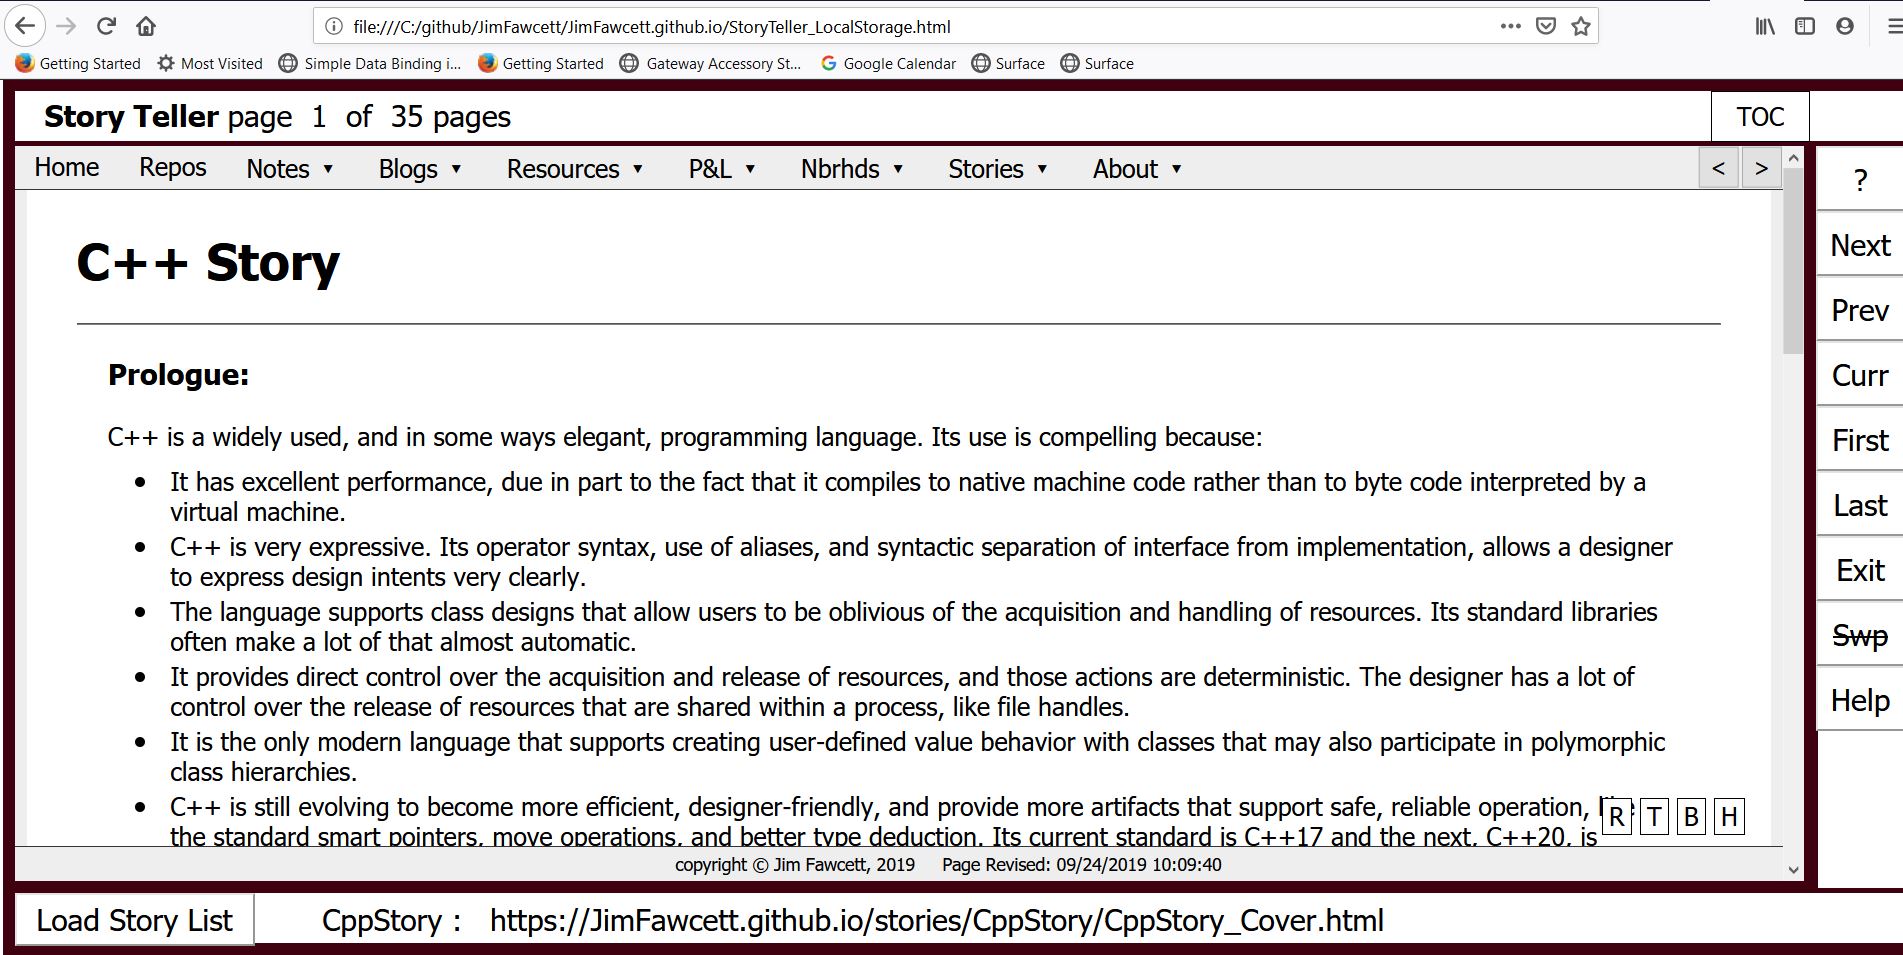 file:///C:/github/JimFawcett/JimFawcett.github.io/StoryTeller_LocalStorage.html
Getting Started Most Visited Simple Data Binding i... Getting Started Gateway Accessory St... Google Calendar Surface Surface
Story Teller page 1 of 35 pages TOC
Home Repos Notes ▼ Blogs ▼ Resources ▼ P&L ▼ Nbrhds ▼ Stories ▼ About ▼ < >
?
Next
Prev
Curr
First
Last
Exit
Swp
Help
C++ Story
Prologue:
C++ is a widely used, and in some ways elegant, programming language. Its use is compelling because:
• It has excellent performance, due in part to the fact that it compiles to native machine code rather than to byte code interpreted by a
virtual machine.
• C++ is very expressive. Its operator syntax, use of aliases, and syntactic separation of interface from implementation, allows a designer
to express design intents very clearly.
• The language supports class designs that allow users to be oblivious of the acquisition and handling of resources. Its standard libraries
often make a lot of that almost automatic.
• It provides direct control over the acquisition and release of resources, and those actions are deterministic. The designer has a lot of
control over the release of resources that are shared within a process, like file handles.
• It is the only modern language that supports creating user-defined value behavior with classes that may also participate in polymorphic
class hierarchies.
• C++ is still evolving to become more efficient, designer-friendly, and provide more artifacts that support safe, reliable operation,
the standard smart pointers, move operations, and better type deduction. Its current standard is C++17 and the next, C++20, is
R T B H
copyright © Jim Fawcett, 2019 Page Revised: 09/24/2019 10:09:40
Load Story List CppStory : https://JimFawcett.github.io/stories/CppStory/CppStory_Cover.html